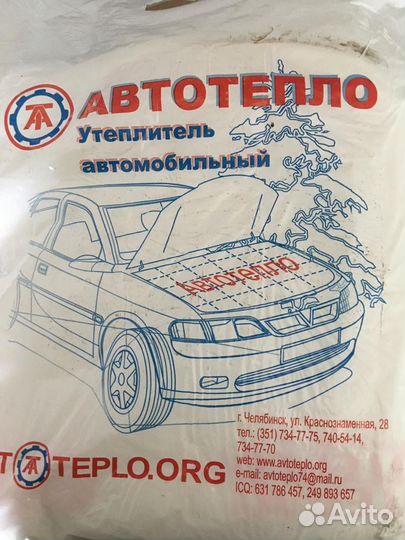 АТ АВТОТЕПЛО
Утеплитель
автомобильный
Автотепло
г. Челябинск, ул. Краснознаменная, 28
тел.: (351) 734-77-75, 740-54-14,
734-77-70
web: www.avtoteplo.org
e-mail: avtoteplo74@mail.ru
ICQ: 631 786 457, 249 893 657
TOTEPLO.ORG
Avito